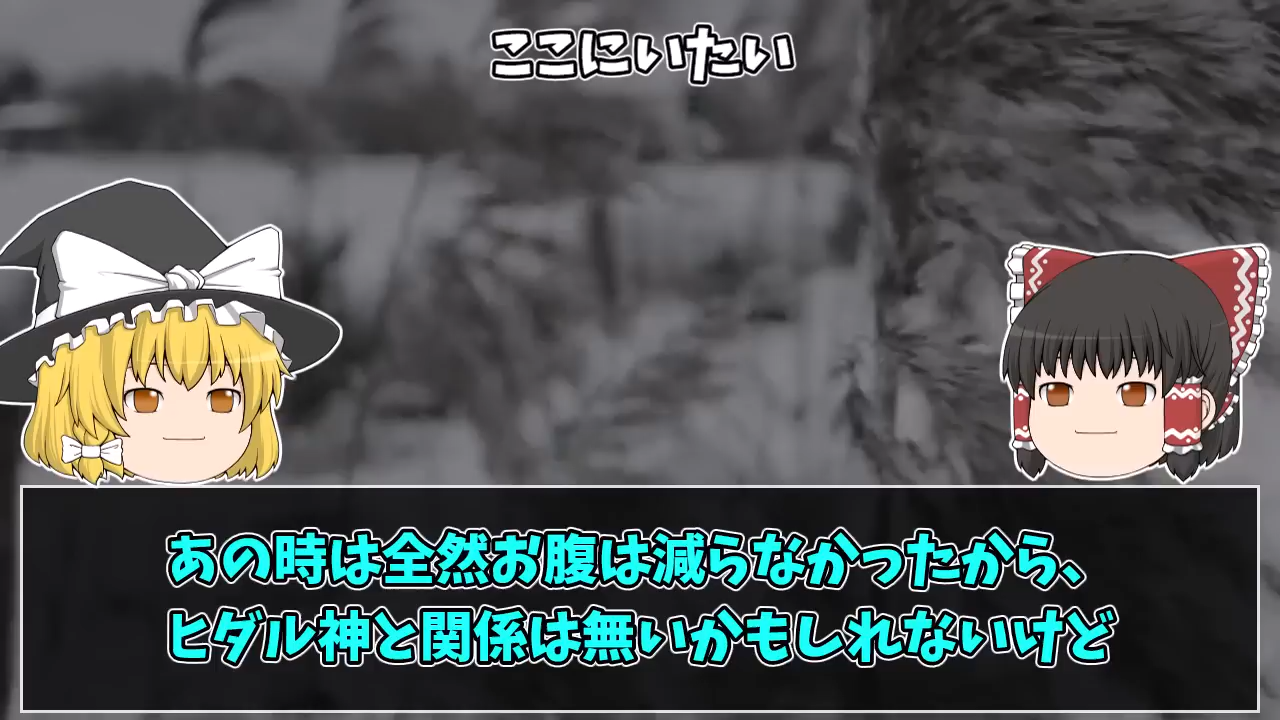 ここにいたい
あの時は全然お腹は減らなかったから、
ヒダル神と関係は無いかもしれないけど